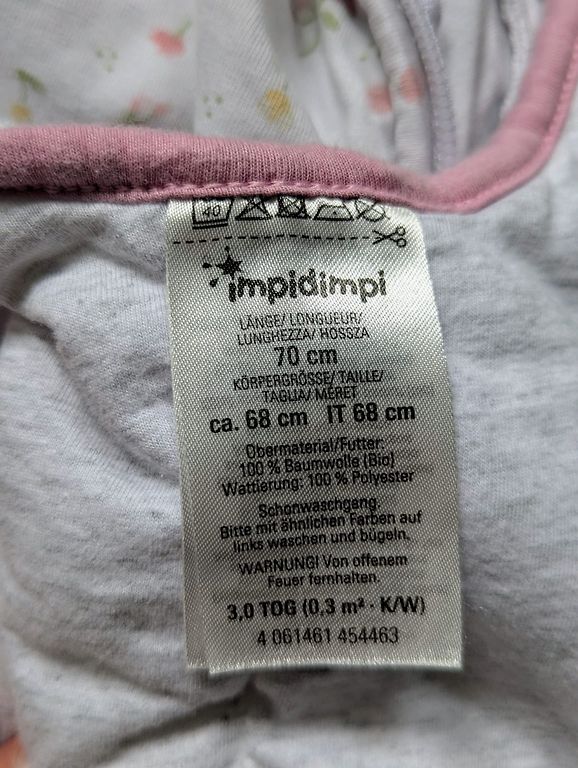 40
impidimpi
LÄNGE/ LONGUEUR/
LUNGHEZZA/ HOSSZA
70 cm
KÖRPERGRÖSSE/ TAILLE/
TAGLIA/ MÉRET
ca. 68 cm IT 68 cm
Obermaterial/Futter:
100 % Baumwolle (Bio)
Wattierung: 100 % Polyester
Schonwaschgang.
Bitte mit ähnlichen Farben auf
links waschen und bügeln.
WARNUNG! Von offenem
Feuer fernhalten.
3,0 TOG (0,3 m² · K/W)
4 061461 454463